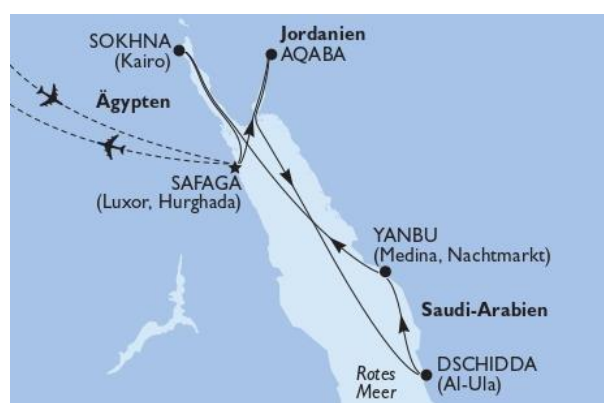 SOKHNA
(Kairo)
Jordanien
AQABA
Ägypten
SAFAGA
(Luxor, Hurghada)
YANBU
(Medina, Nachtmarkt)
Saudi-Arabien
DSCHIDDA
(Al-Ula)
Rotes
Meer